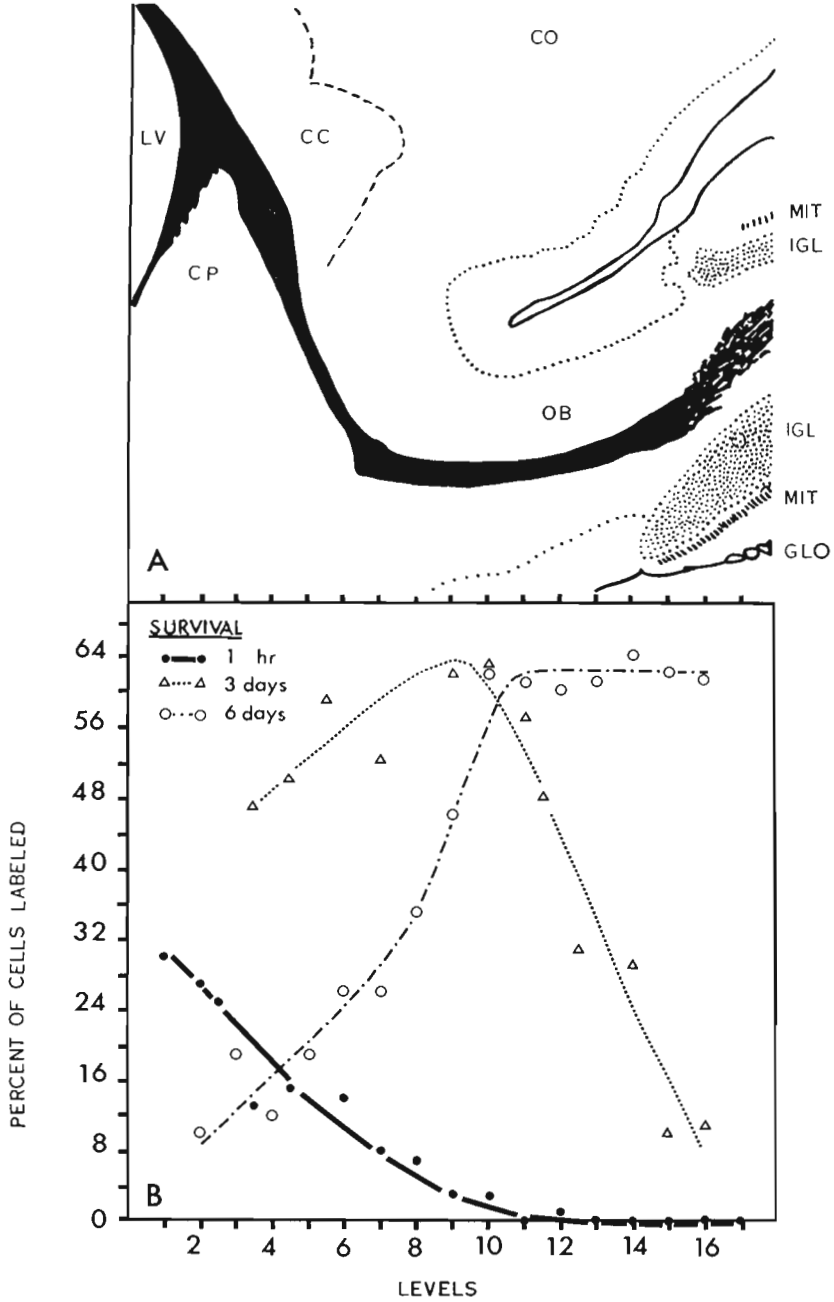 CO
LV
CC
MIT
IGL
CP
OB
IGL
MIT
GLO
A
SURVIVAL
1 hr
3 days
6 days
64
56
48
40
32
24
16
8
0
PERCENT OF CELLS LABELED
B
2 4 6 8 10 12 14 16
LEVELS